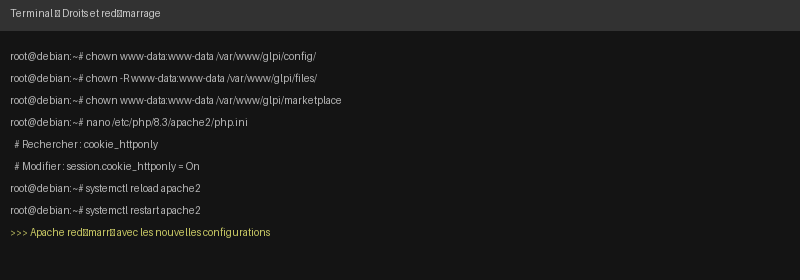 Terminal □ Droits et red□marrage
root@debian:~# chown www-data:www-data /var/www/glpi/config/
root@debian:~# chown -R www-data:www-data /var/www/glpi/files/
root@debian:~# chown www-data:www-data /var/www/glpi/marketplace
root@debian:~# nano /etc/php/8.3/apache2/php.ini
# Rechercher : cookie_httponly
# Modifier : session.cookie_httponly = On
root@debian:~# systemctl reload apache2
root@debian:~# systemctl restart apache2
>>> Apache red□marr□ avec les nouvelles configurations